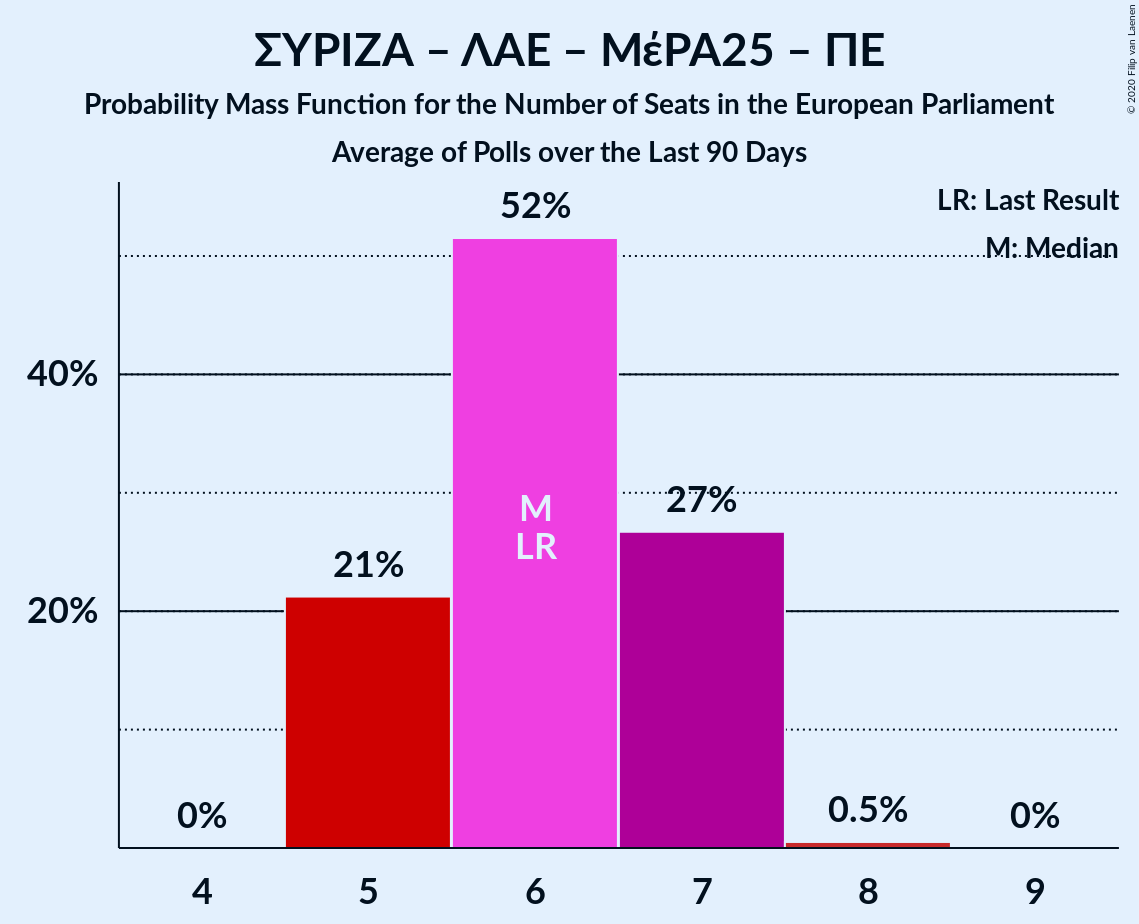 ΣΥΡΙΖΑ – ΛΑΕ – ΜέΡΑ25 – ΠΕ
Probability Mass Function for the Number of Seats in the European Parliament
Average of Polls over the Last 90 Days
© 2020 Filip van Laenen
LR: Last Result
M: Median
52%
40%
27%
M
LR
21%
20%
0%
0.5%
0%
4 5 6 7 8 9